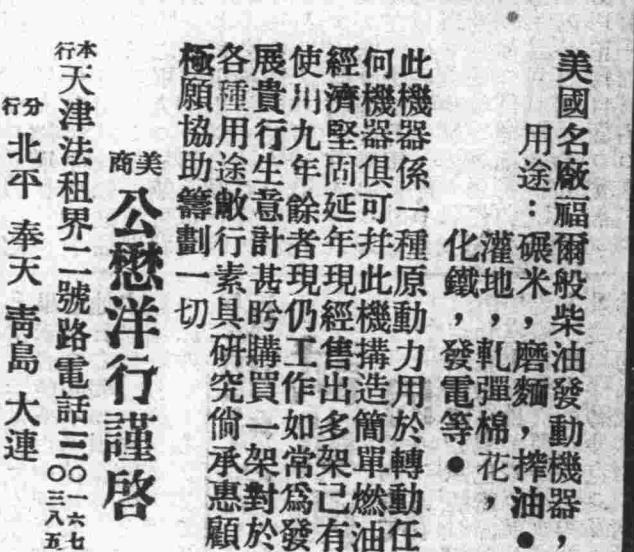 美國名廠福爾般柴油發動機器，
用途：碾米，磨麵，搾油●
灌地，軋彈棉花，
化鐵，發電等●
此機器係一種原動力用於轉動任
何機器俱可幷此機搆造簡單燃油
經濟堅固延年現經售出多架已有
使川九年餘者現仍工作如常爲發
展貴行生意計甚盼購買一架對於
各種用途敝行素具研究倘承惠顧
極願協助籌劃一切
美商 公懋洋行謹啓
本行 天津法租界二號路電話三〇一六七 三〇三八五
分行 北平 奉天 靑島 大連